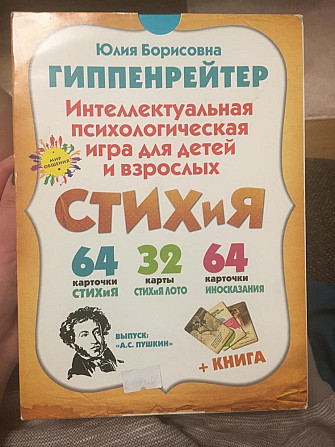 Юлия Борисовна
ГИППЕНРЕЙТЕР
Интеллектуальная
психологическая
игра для детей
и взрослых
МИР
ОБЩЕНИЯ
СТИХиЯ
64
карточки
СТИХиЯ
32
карты
СТИХиЯ ЛОТО
64
карточки
ИНОСКАЗАНИЯ
ВЫПУСК:
«А.С. ПУШКИН»
+ КНИГА